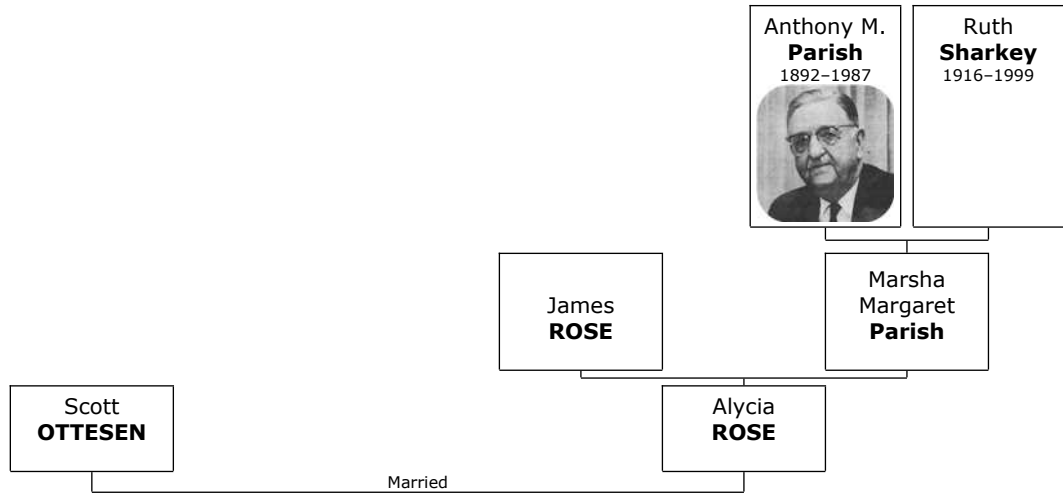 Anthony M.
Parish
1892–1987
Ruth
Sharkey
1916–1999
James
ROSE
Marsha
Margaret
Parish
Scott
OTTESEN
Alycia
ROSE
Married